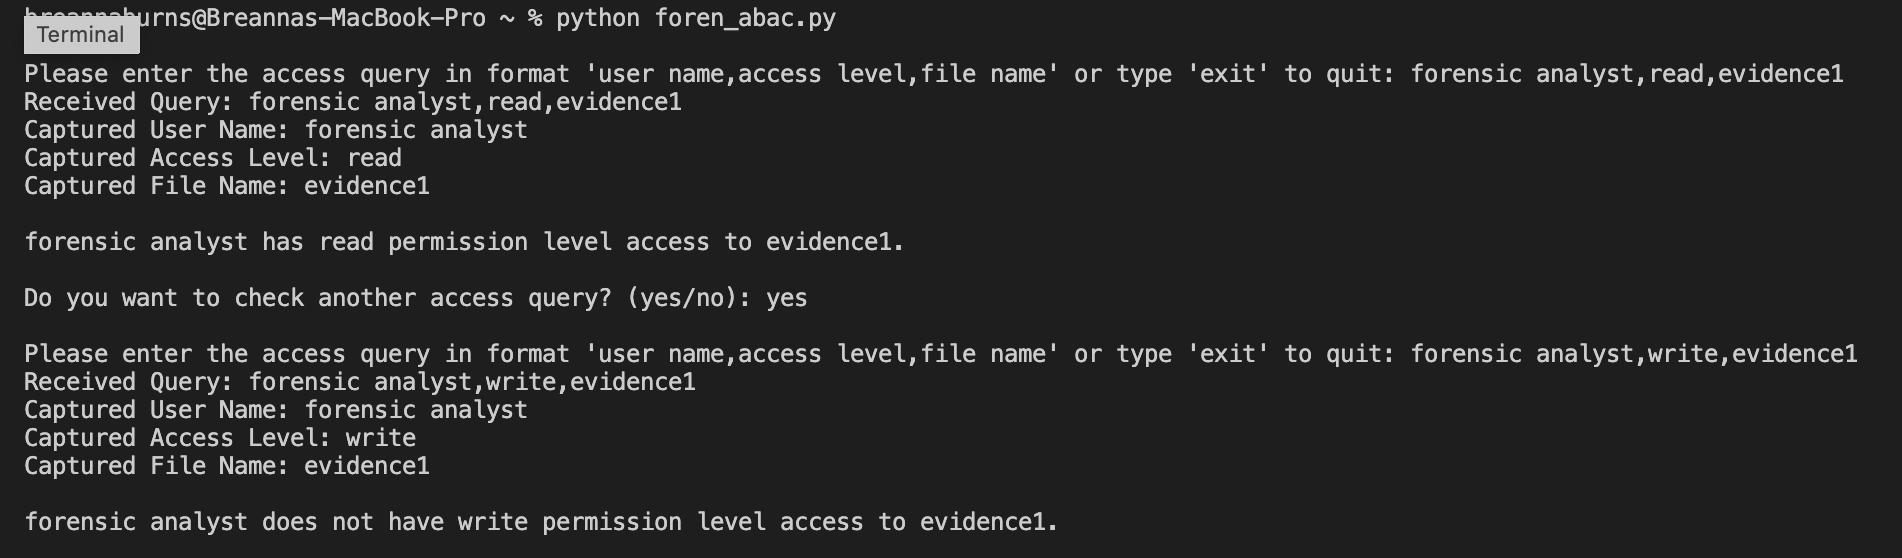 breannaburns@Breannas-MacBook-Pro ~ % python foren_abac.py
Terminal
Please enter the access query in format 'user name,access level,file name' or type 'exit' to quit: forensic analyst,read,evidence1
Received Query: forensic analyst,read,evidence1
Captured User Name: forensic analyst
Captured Access Level: read
Captured File Name: evidence1
forensic analyst has read permission level access to evidence1.
Do you want to check another access query? (yes/no): yes
Please enter the access query in format 'user name,access level,file name' or type 'exit' to quit: forensic analyst,write,evidence1
Received Query: forensic analyst,write,evidence1
Captured User Name: forensic analyst
Captured Access Level: write
Captured File Name: evidence1
forensic analyst does not have write permission level access to evidence1.